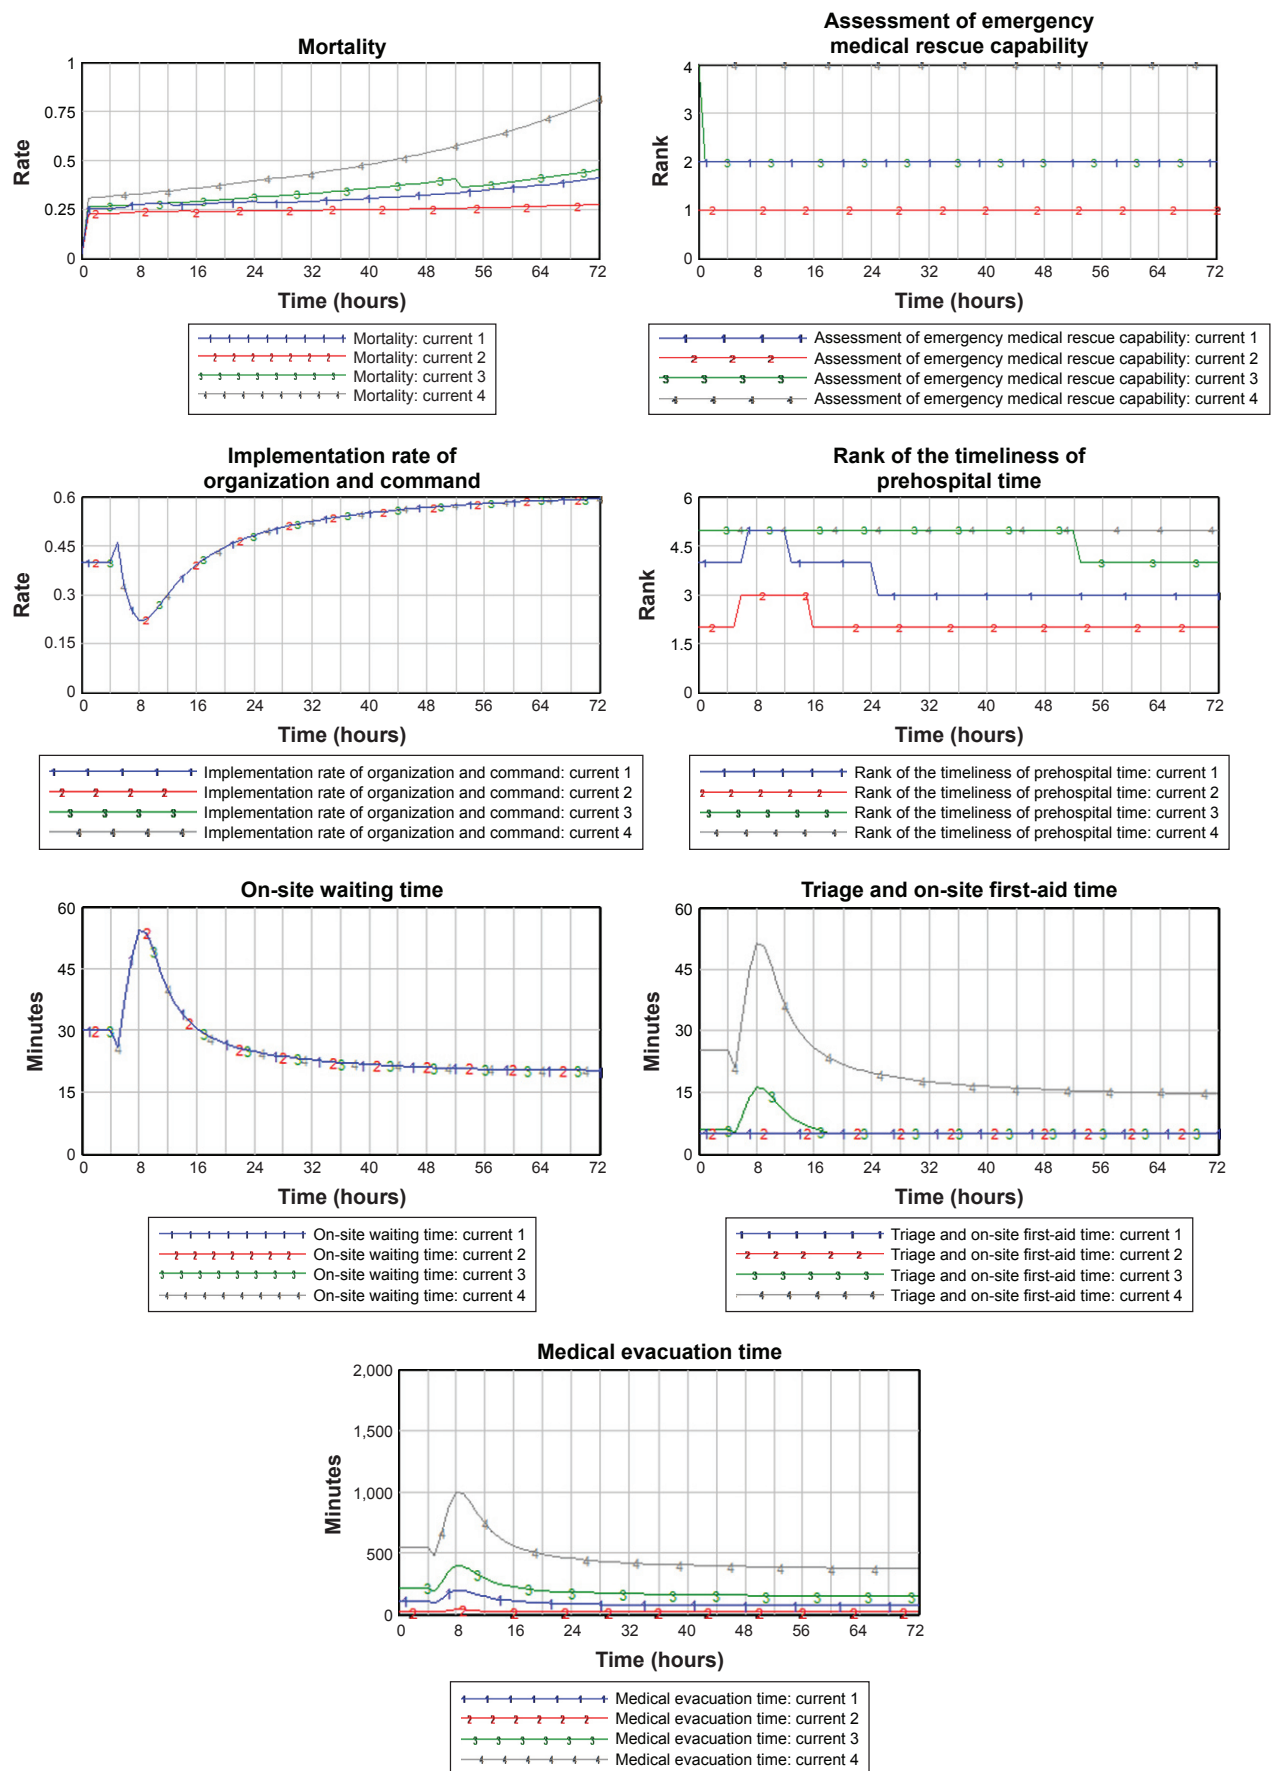 Mortality
1
0.75
0.5
0.25
0
Rate
0 8 16 24 32 40 48 56 64 72
Time (hours)
Mortality: current 1
Mortality: current 2
Mortality: current 3
Mortality: current 4
Assessment of emergency
medical rescue capability
4
3
2
1
0
Rank
0 8 16 24 32 40 48 56 64 72
Time (hours)
Assessment of emergency medical rescue capability: current 1
Assessment of emergency medical rescue capability: current 2
Assessment of emergency medical rescue capability: current 3
Assessment of emergency medical rescue capability: current 4
Implementation rate of
organization and command
0.6
0.45
0.3
0.15
0
Rate
0 8 16 24 32 40 48 56 64 72
Time (hours)
Implementation rate of organization and command: current 1
Implementation rate of organization and command: current 2
Implementation rate of organization and command: current 3
Implementation rate of organization and command: current 4
Rank of the timeliness of
prehospital time
6
4.5
3
1.5
0
Rank
0 8 16 24 32 40 48 56 64 72
Time (hours)
Rank of the timeliness of prehospital time: current 1
Rank of the timeliness of prehospital time: current 2
Rank of the timeliness of prehospital time: current 3
Rank of the timeliness of prehospital time: current 4
On-site waiting time
60
45
30
15
0
Minutes
0 8 16 24 32 40 48 56 64 72
Time (hours)
On-site waiting time: current 1
On-site waiting time: current 2
On-site waiting time: current 3
On-site waiting time: current 4
Triage and on-site first-aid time
60
45
30
15
0
Minutes
0 8 16 24 32 40 48 56 64 72
Time (hours)
Triage and on-site first-aid time: current 1
Triage and on-site first-aid time: current 2
Triage and on-site first-aid time: current 3
Triage and on-site first-aid time: current 4
Medical evacuation time
2,000
1,500
1,000
500
0
Minutes
0 8 16 24 32 40 48 56 64 72
Time (hours)
Medical evacuation time: current 1
Medical evacuation time: current 2
Medical evacuation time: current 3
Medical evacuation time: current 4